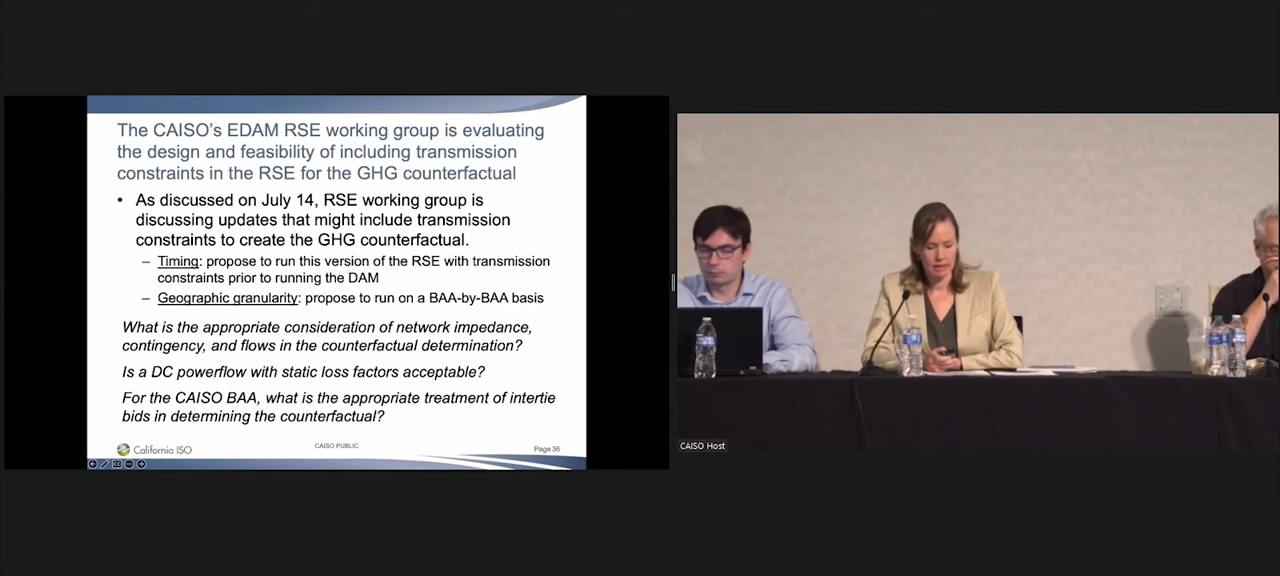 The CAISO's EDAM RSE working group is evaluating
the design and feasibility of including transmission
constraints in the RSE for the GHG counterfactual
• As discussed on July 14, RSE working group is
discussing updates that might include transmission
constraints to create the GHG counterfactual.
– Timing: propose to run this version of the RSE with transmission
constraints prior to running the DAM
– Geographic granularity: propose to run on a BAA-by-BAA basis
What is the appropriate consideration of network impedance,
contingency, and flows in the counterfactual determination?
Is a DC powerflow with static loss factors acceptable?
For the CAISO BAA, what is the appropriate treatment of intertie
bids in determining the counterfactual?
California ISO
CAISO PUBLIC
Page 36
CAISO Host